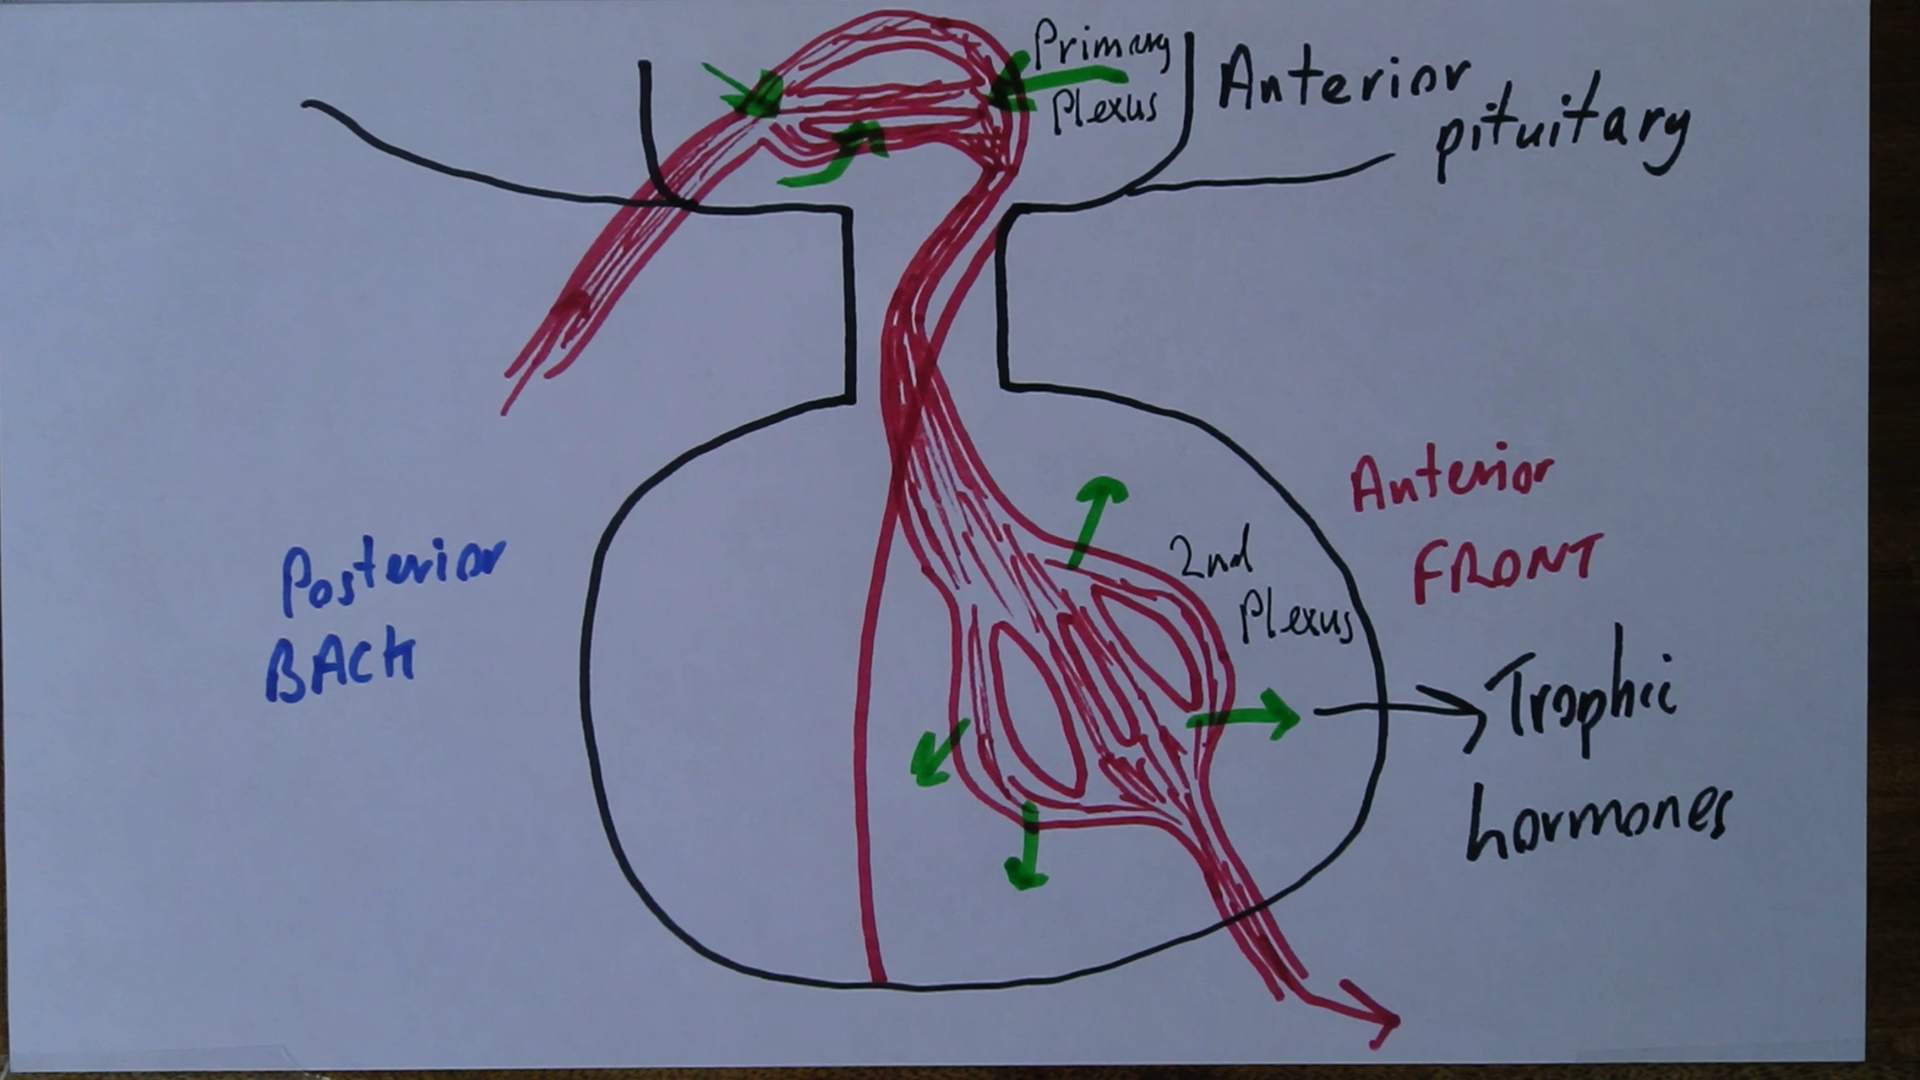 Primary
Plexus
Anterior
pituitary
Anterior
FRONT
2nd
Plexus
Posterior
BACK
Trophic
hormones